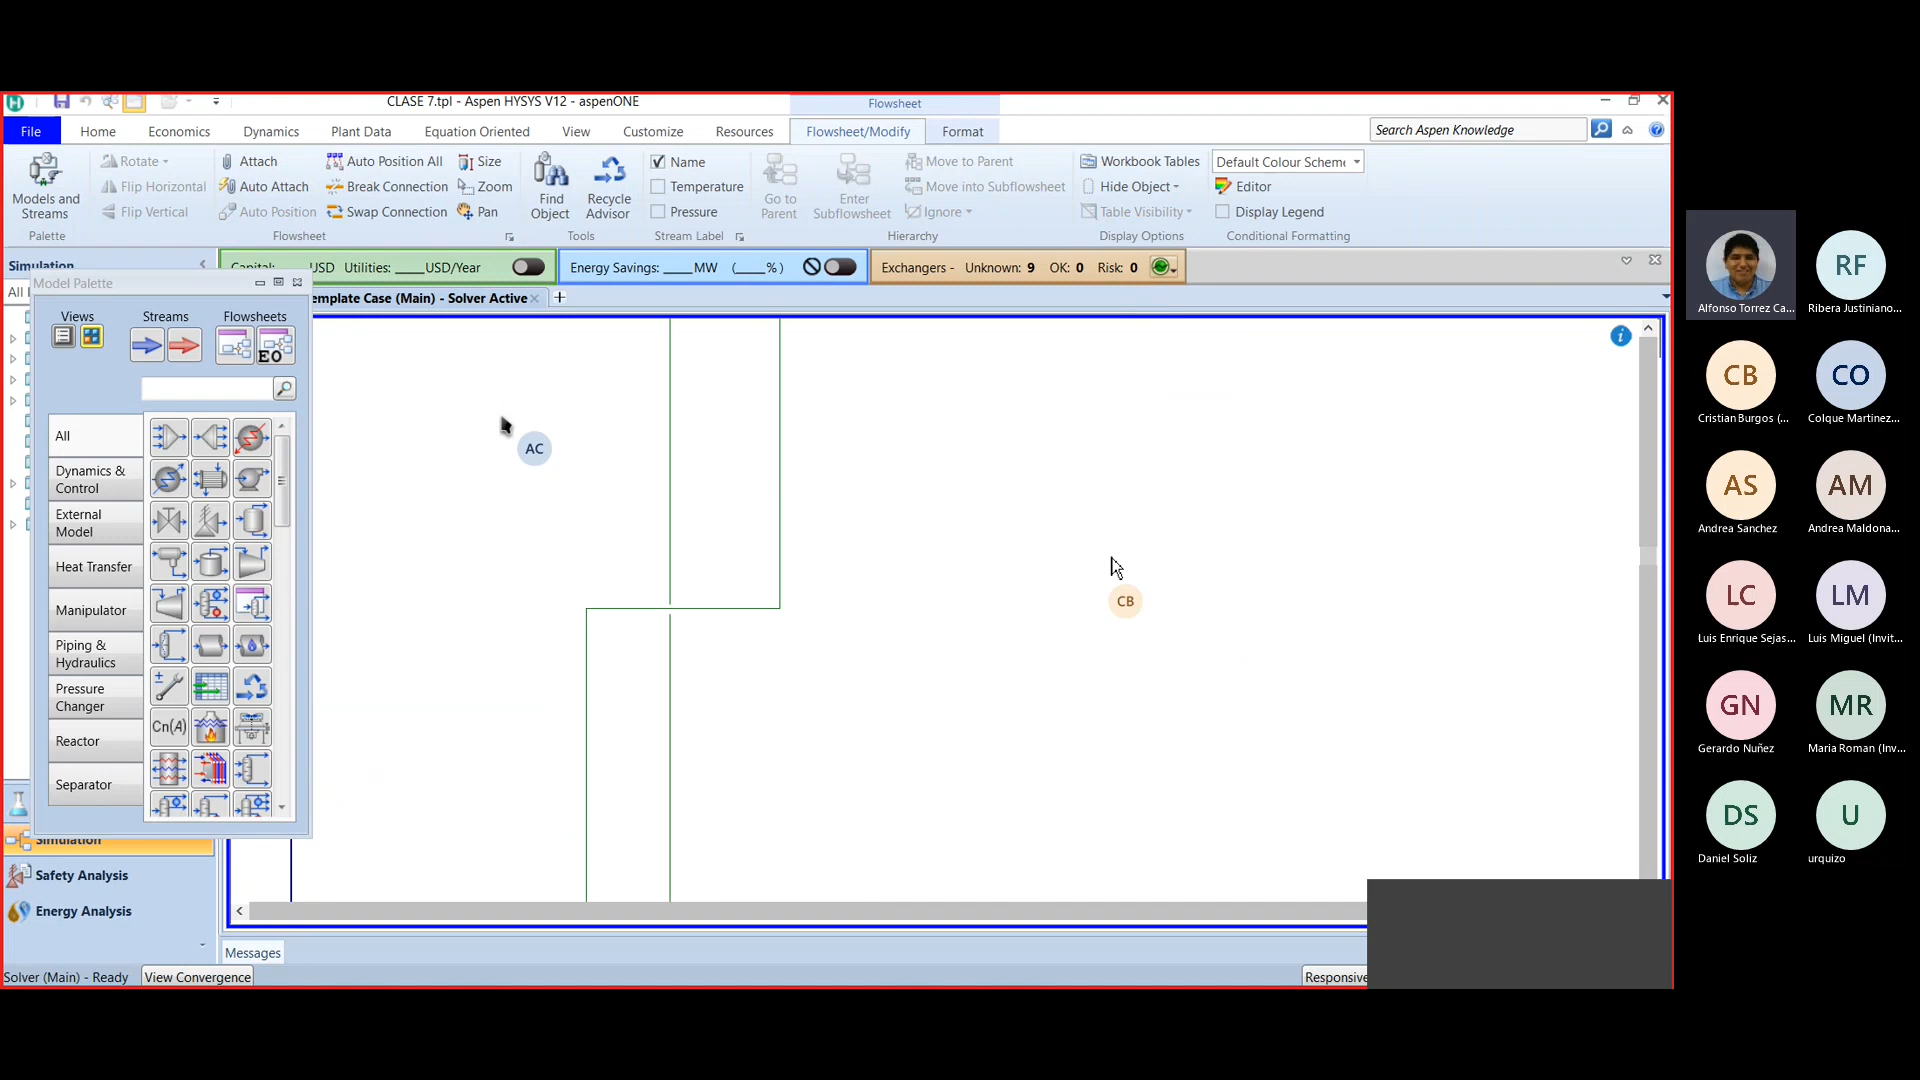 CLASE 7.tpl - Aspen HYSYS V12 - aspenONE
Flowsheet
File
Home
Economics
Dynamics
Plant Data
Equation Oriented
View
Customize
Resources
Flowsheet/Modify
Format
Search Aspen Knowledge
Models and
Streams
Palette
Rotate
Flip Horizontal
Flip Vertical
Attach
Auto Attach
Auto Position
Auto Position All
Break Connection
Swap Connection
Size
Zoom
Pan
Flowsheet
Find
Object
Recycle
Advisor
Tools
Name
Temperature
Pressure
Stream Label
Go to
Parent
Enter
Subflowsheet
Move to Parent
Move into Subflowsheet
Ignore
Hierarchy
Workbook Tables
Hide Object
Table Visibility
Display Options
Default Colour Scheme
Editor
Display Legend
Conditional Formatting
Simulation
Capital: USD Utilities: ____USD/Year
Energy Savings: ____MW (____%)
Exchangers - Unknown: 9 OK: 0 Risk: 0
All
Model Palette
emplate Case (Main) - Solver Active
Views
Streams
Flowsheets
EO
All
Dynamics &
Control
External
Model
Heat Transfer
Manipulator
Piping &
Hydraulics
Pressure
Changer
Reactor
Separator
Cn(A)
AC
CB
Simulation
Safety Analysis
Energy Analysis
Messages
Solver (Main) - Ready
View Convergence
Responsive
Alfonso Torrez Ca...
RF
Ribera Justiniano...
CB
Cristian Burgos (...
CO
Colque Martinez...
AS
Andrea Sanchez
AM
Andrea Maldona...
LC
Luis Enrique Sejas...
LM
Luis Miguel (Invit...
GN
Gerardo Nuñez
MR
Maria Roman (Inv...
DS
Daniel Soliz
U
urquizo